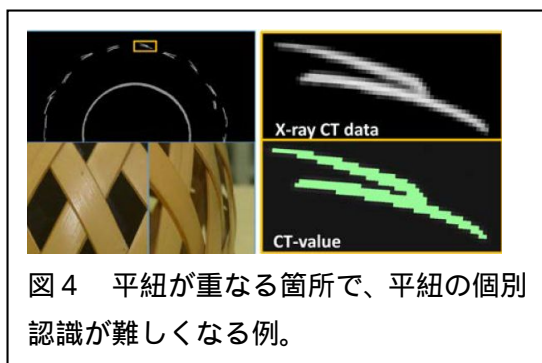 X-ray CT data
CT-value
図４　平紐が重なる箇所で、平紐の個別
認識が難しくなる例。